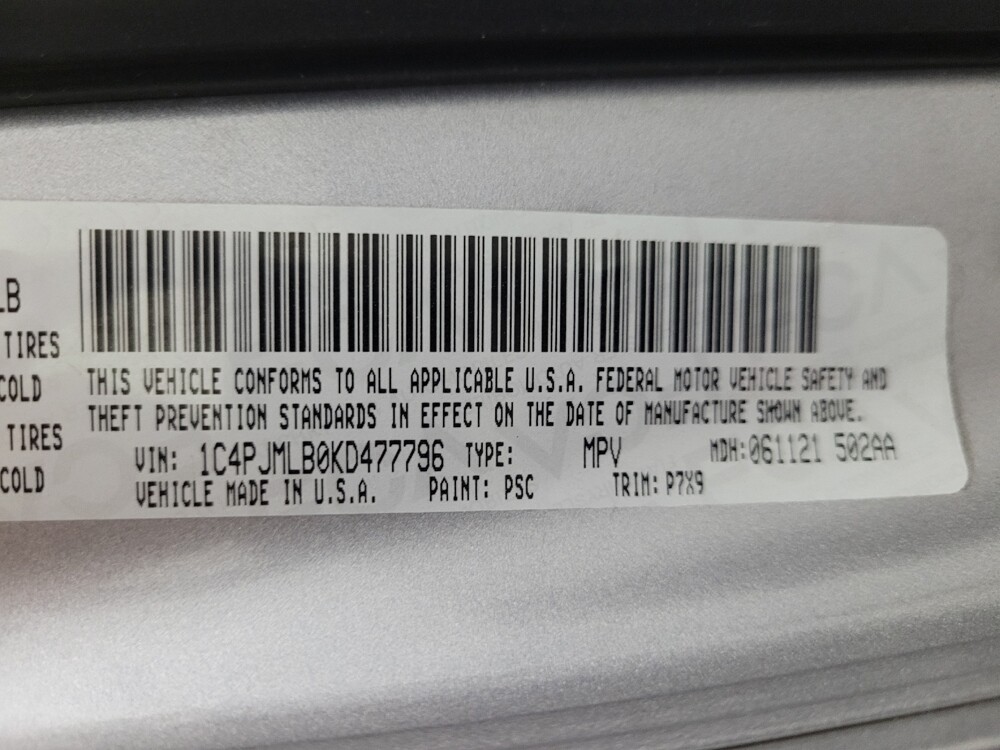 LB
TIRES
COLD
TIRES
COLD
THIS VEHICLE CONFORMS TO ALL APPLICABLE U.S.A. FEDERAL MOTOR VEHICLE SAFETY AND
THEFT PREVENTION STANDARDS IN EFFECT ON THE DATE OF MANUFACTURE SHOWN ABOVE.
VIN: 1C4PJMLB0KD477796 TYPE: MPV MDH:061121 502AA
VEHICLE MADE IN U.S.A. PAINT: PSC TRIM: P7X9